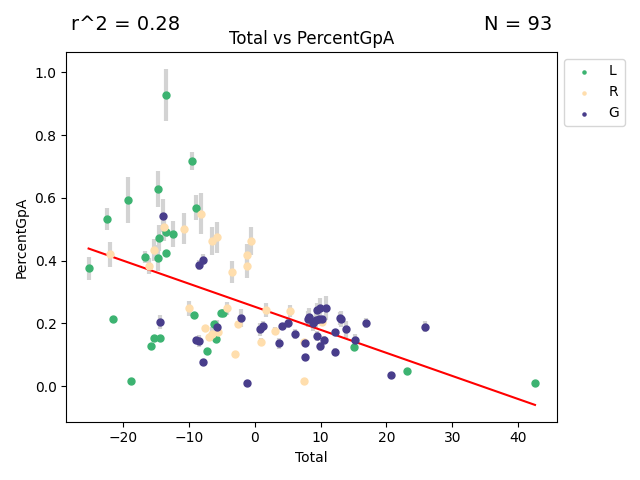 r^2 = 0.28
N = 93
Total vs PercentGpA
L
R
G
1.0
0.8
0.6
0.4
0.2
0.0
PercentGpA
−20 −10 0 10 20 30 40
Total